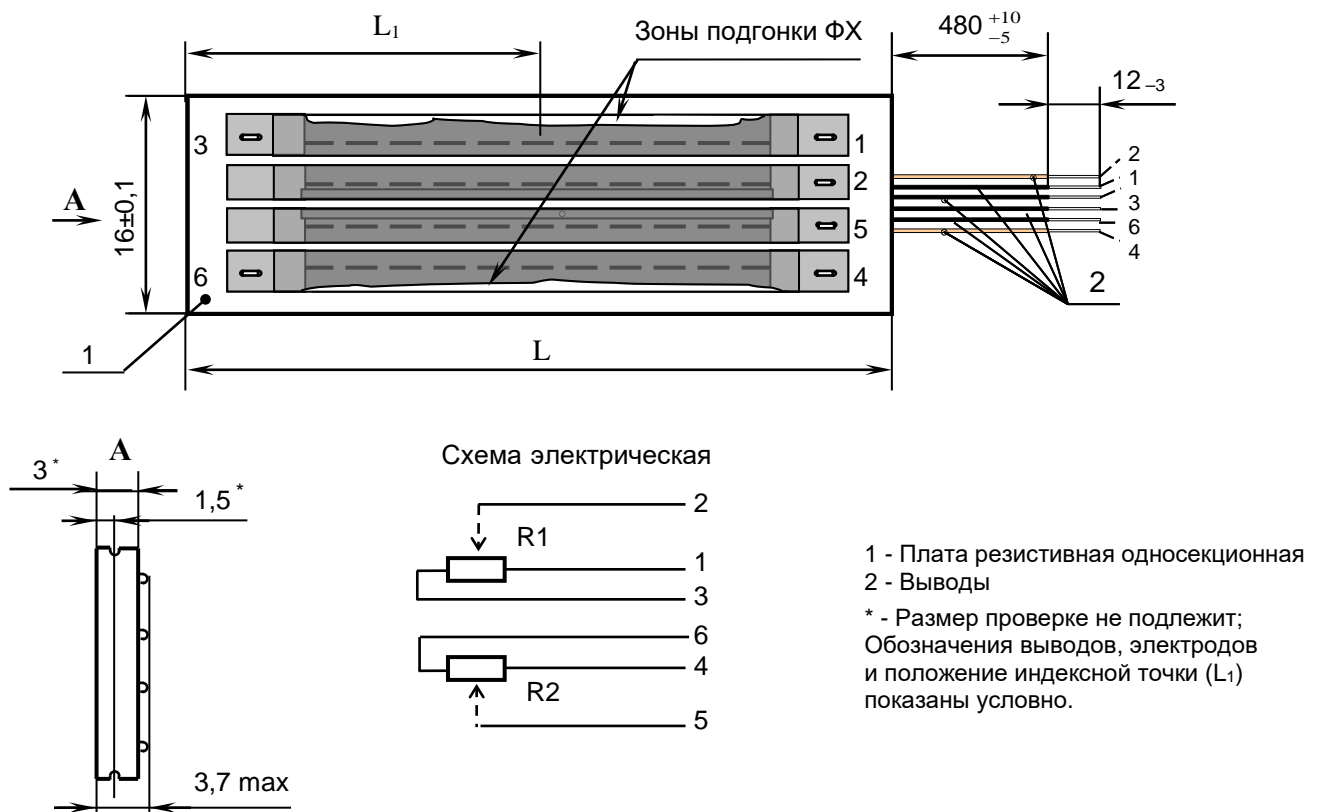 L₁
Зоны подгонки ФХ
480 +10 −5
12 −3
3
1
2
5
6
4
A
16±0,1
2
1
3
6
4
2
1
L
A
3 *
1,5 *
3,7 max
Схема электрическая
2
R1
1
3
6
4
R2
5
1 - Плата резистивная односекционная
2 - Выводы
* - Размер проверке не подлежит;
Обозначения выводов, электродов
и положение индексной точки (L₁)
показаны условно.